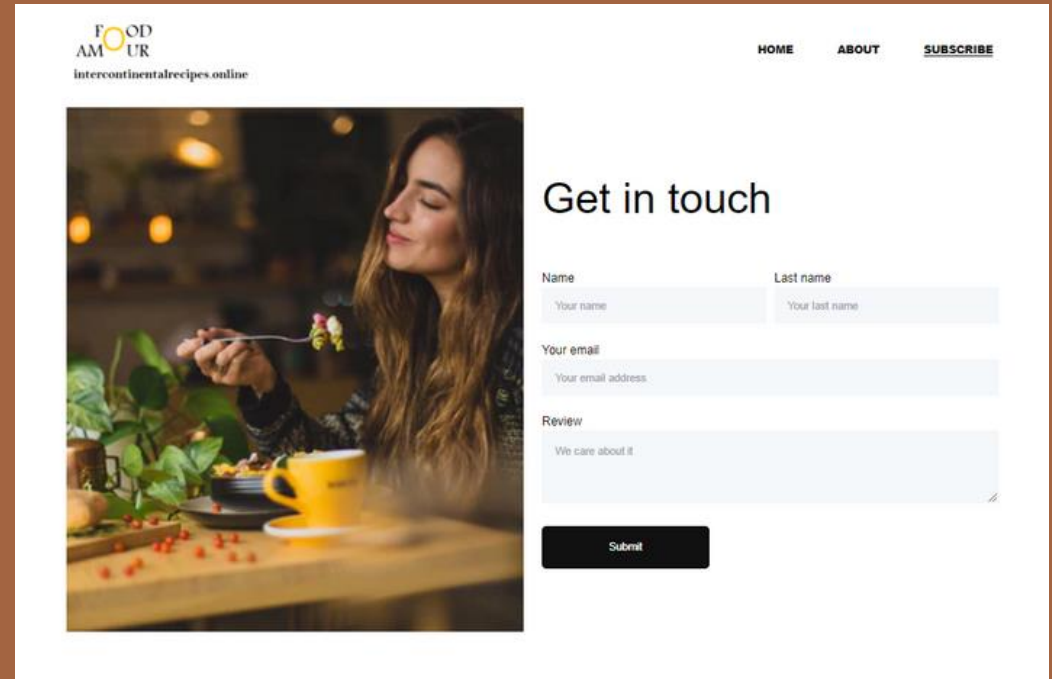 FOOD
AMOUR
intercontinentalrecipes.online
HOME ABOUT SUBSCRIBE
Get in touch
Name Last name
Your name Your last name
Your email
Your email address
Review
We care about it
Submit